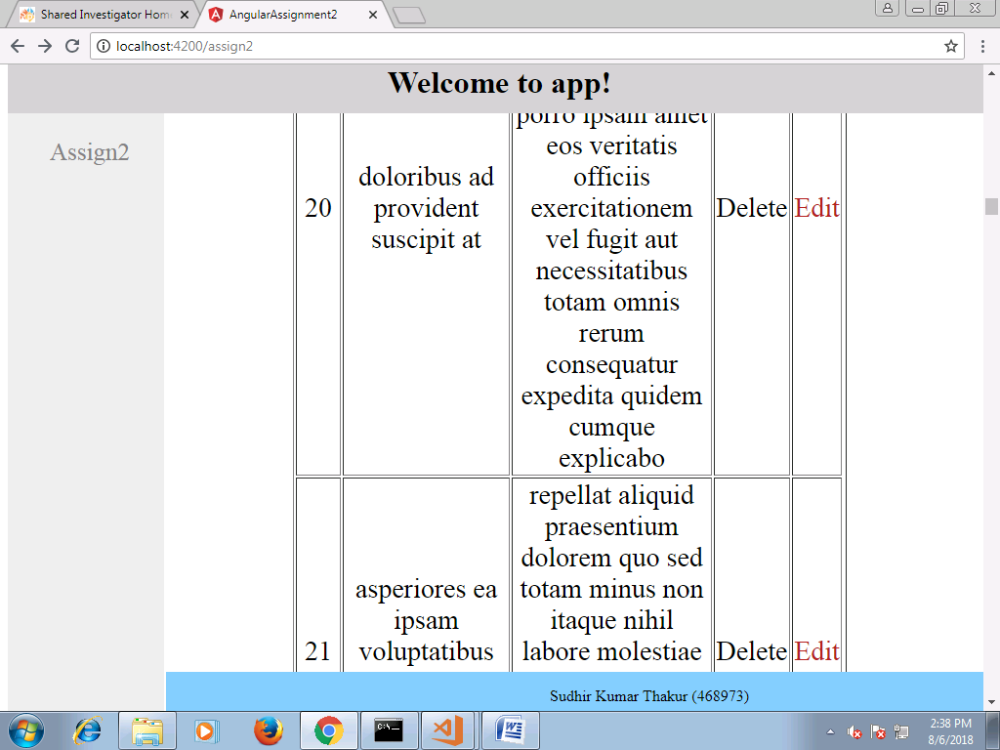 Shared Investigator Hom
AngularAssignment2
localhost:4200/assign2
Welcome to app!
Assign2
20
doloribus ad
provident
suscipit at
porro ipsam amet
eos veritatis
officiis
exercitationem
vel fugit aut
necessitatibus
totam omnis
rerum
consequatur
expedita quidem
cumque
explicabo
Delete
Edit
21
asperiores ea
ipsam
voluptatibus
repellat aliquid
praesentium
dolorem quo sed
totam minus non
itaque nihil
labore molestiae
Delete
Edit
Sudhir Kumar Thakur (468973)
C:\_
2:38 PM
8/6/2018